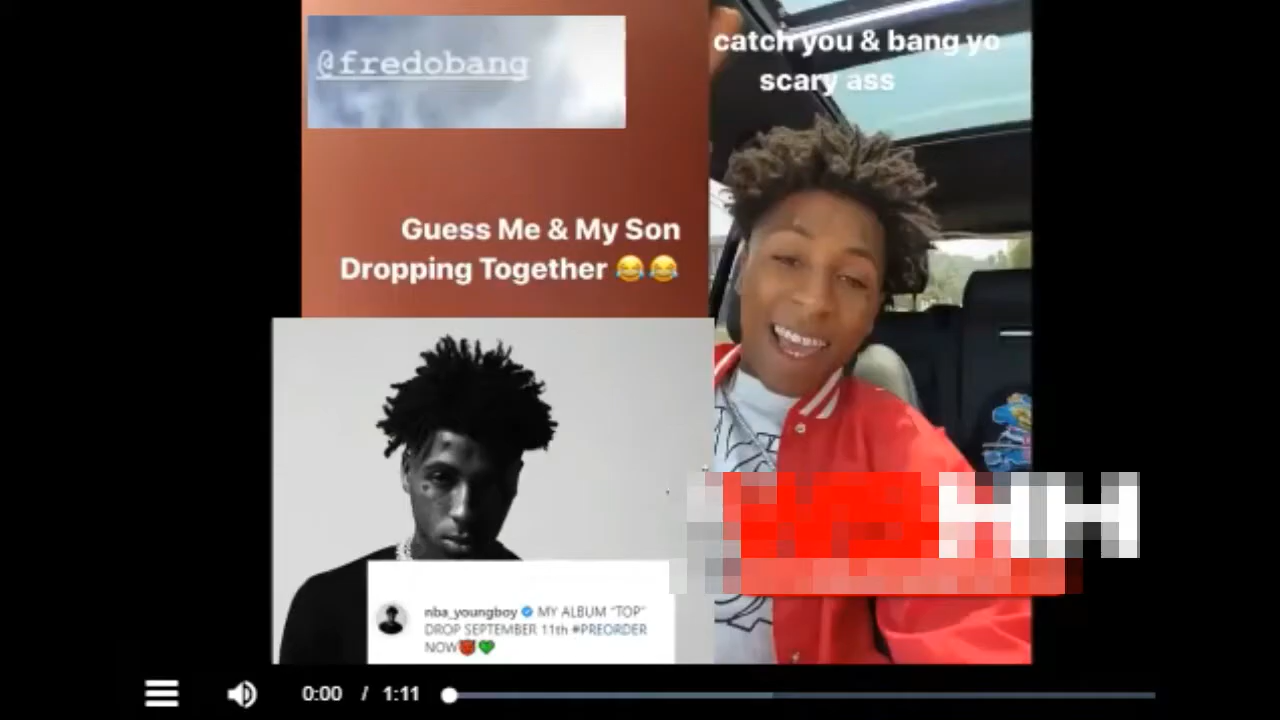 @fredobang
Guess Me & My Son
Dropping Together 😂😂
catch you & bang yo
scary ass
nba_youngboy MY ALBUM "TOP"
DROP SEPTEMBER 11th #PREORDER
NOW👹💚
0:00 / 1:11